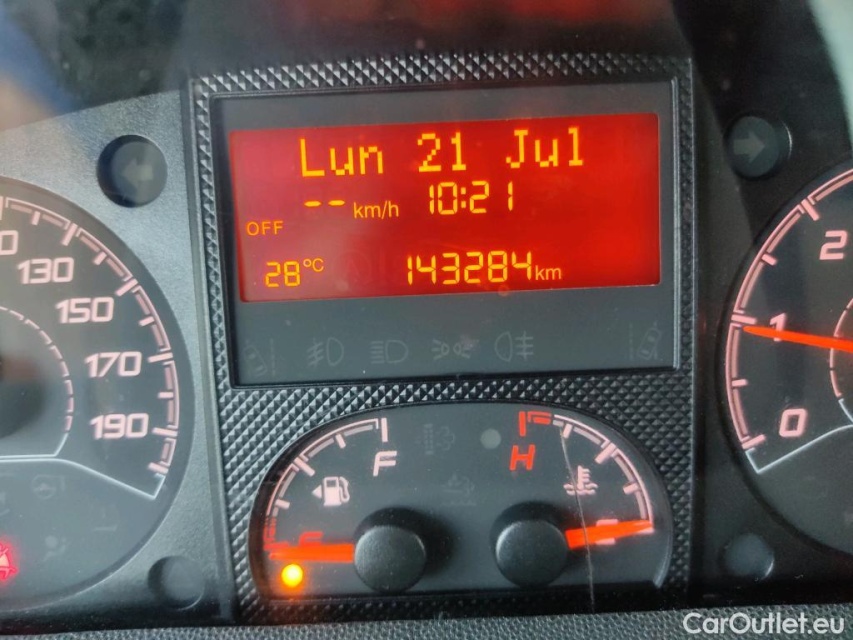 Lun 21 Jul
-- km/h 10:21
OFF
28°C 143284km
130
150
170
190
F
H
2
1
0
CarOutlet.eu